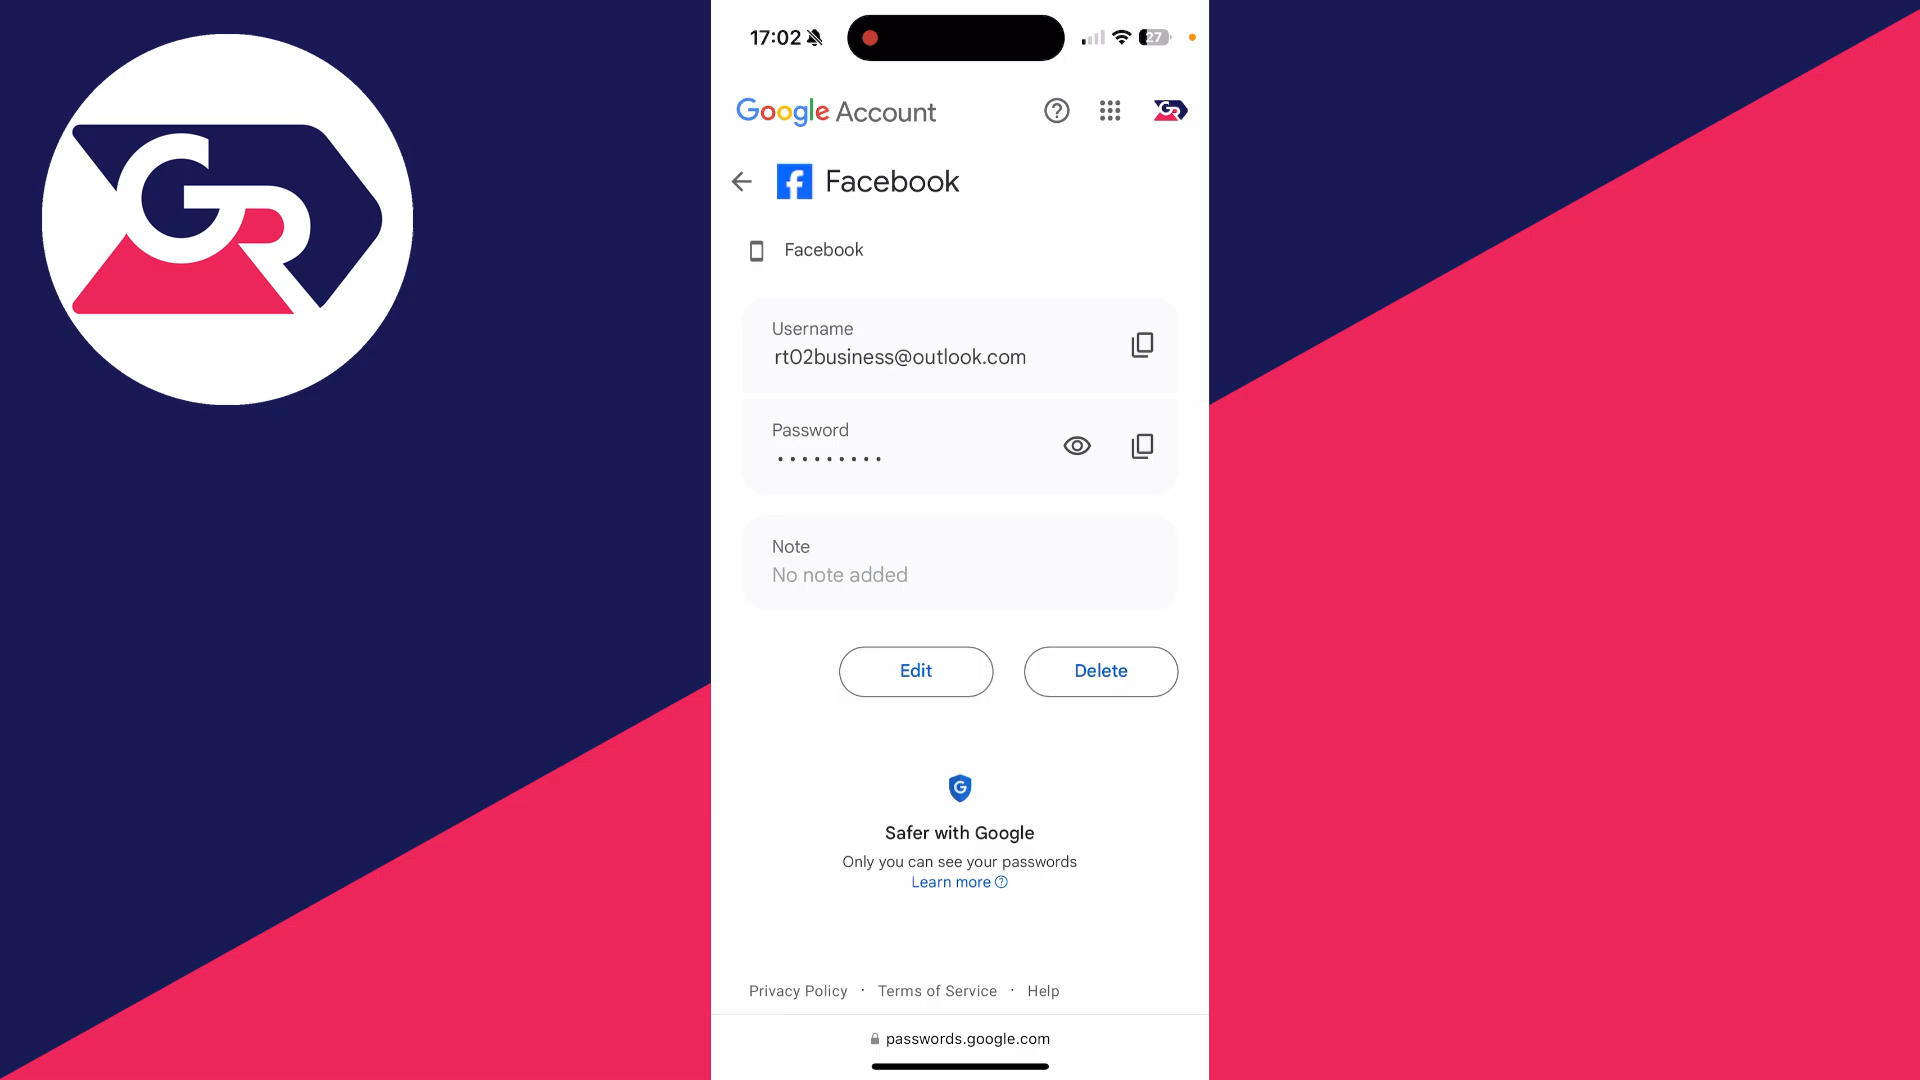 GR
17:02
27
Google Account
GR
Facebook
Facebook
Username
rt02business@outlook.com
Password
•••••••••
Note
No note added
Edit
Delete
G
Safer with Google
Only you can see your passwords
Learn more
Privacy Policy · Terms of Service · Help
passwords.google.com